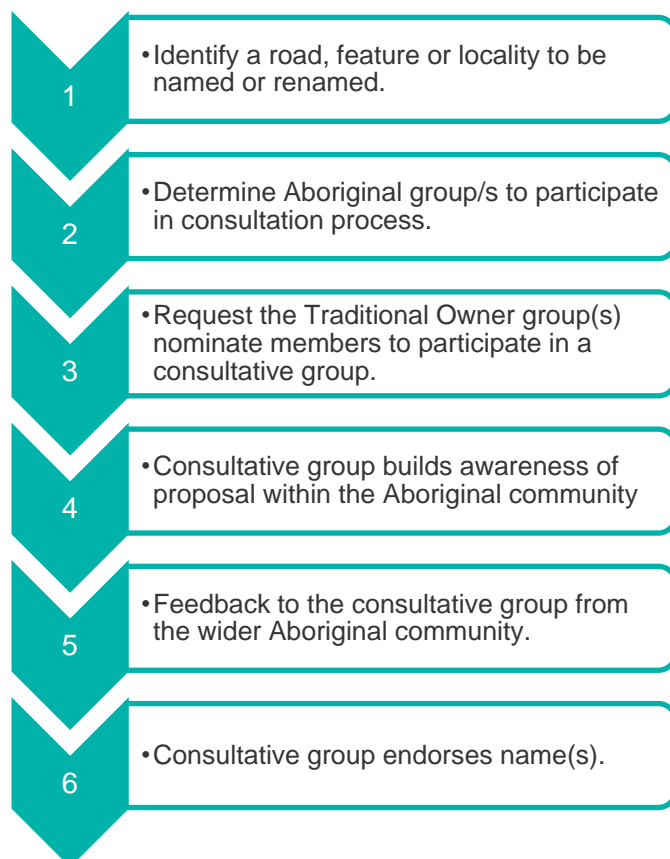 1
•Identify a road, feature or locality to be
named or renamed.
2
•Determine Aboriginal group/s to participate
in consultation process.
3
•Request the Traditional Owner group(s)
nominate members to participate in a
consultative group.
4
•Consultative group builds awareness of
proposal within the Aboriginal community
5
•Feedback to the consultative group from
the wider Aboriginal community.
6
•Consultative group endorses name(s).